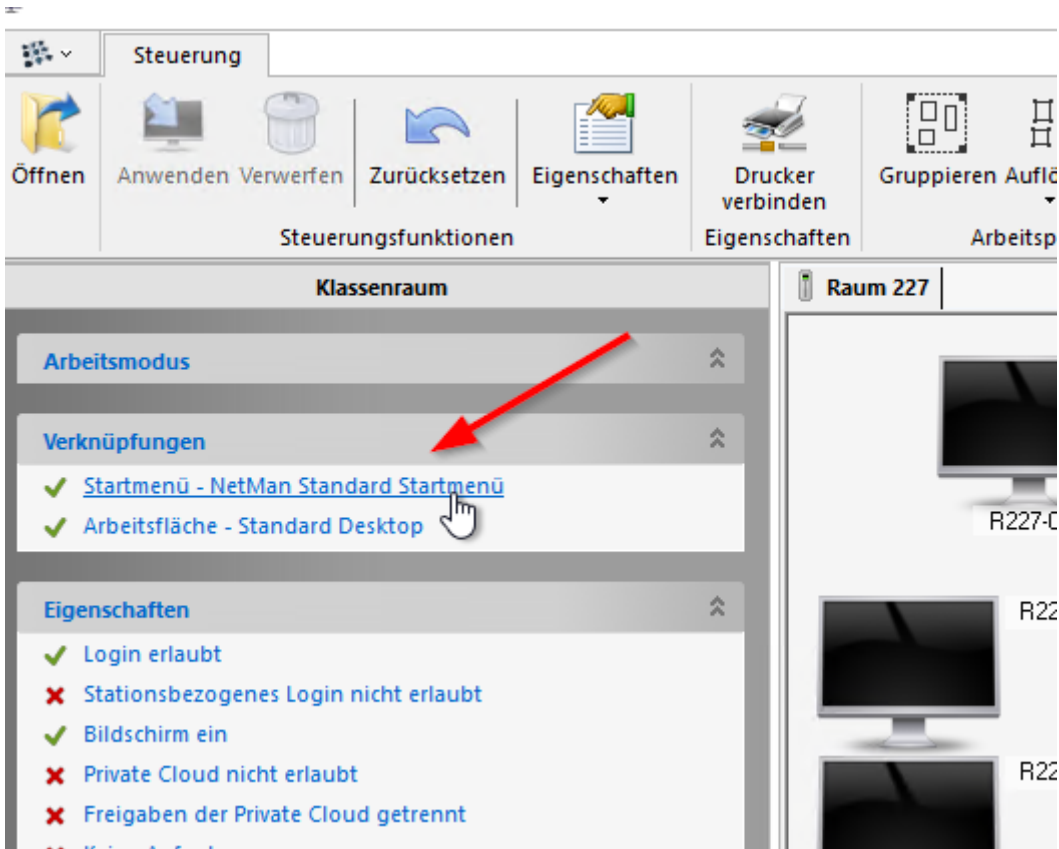 Steuerung
Öffnen
Anwenden
Verwerfen
Zurücksetzen
Eigenschaften
Drucker
verbinden
Gruppieren
Steuerungsfunktionen
Eigenschaften
Klassenraum
Raum 227
Arbeitsmodus
Verknüpfungen
Startmenü - NetMan Standard Startmenü
Arbeitsfläche - Standard Desktop
Eigenschaften
Login erlaubt
Stationsbezogenes Login nicht erlaubt
Bildschirm ein
Private Cloud nicht erlaubt
Freigaben der Private Cloud getrennt